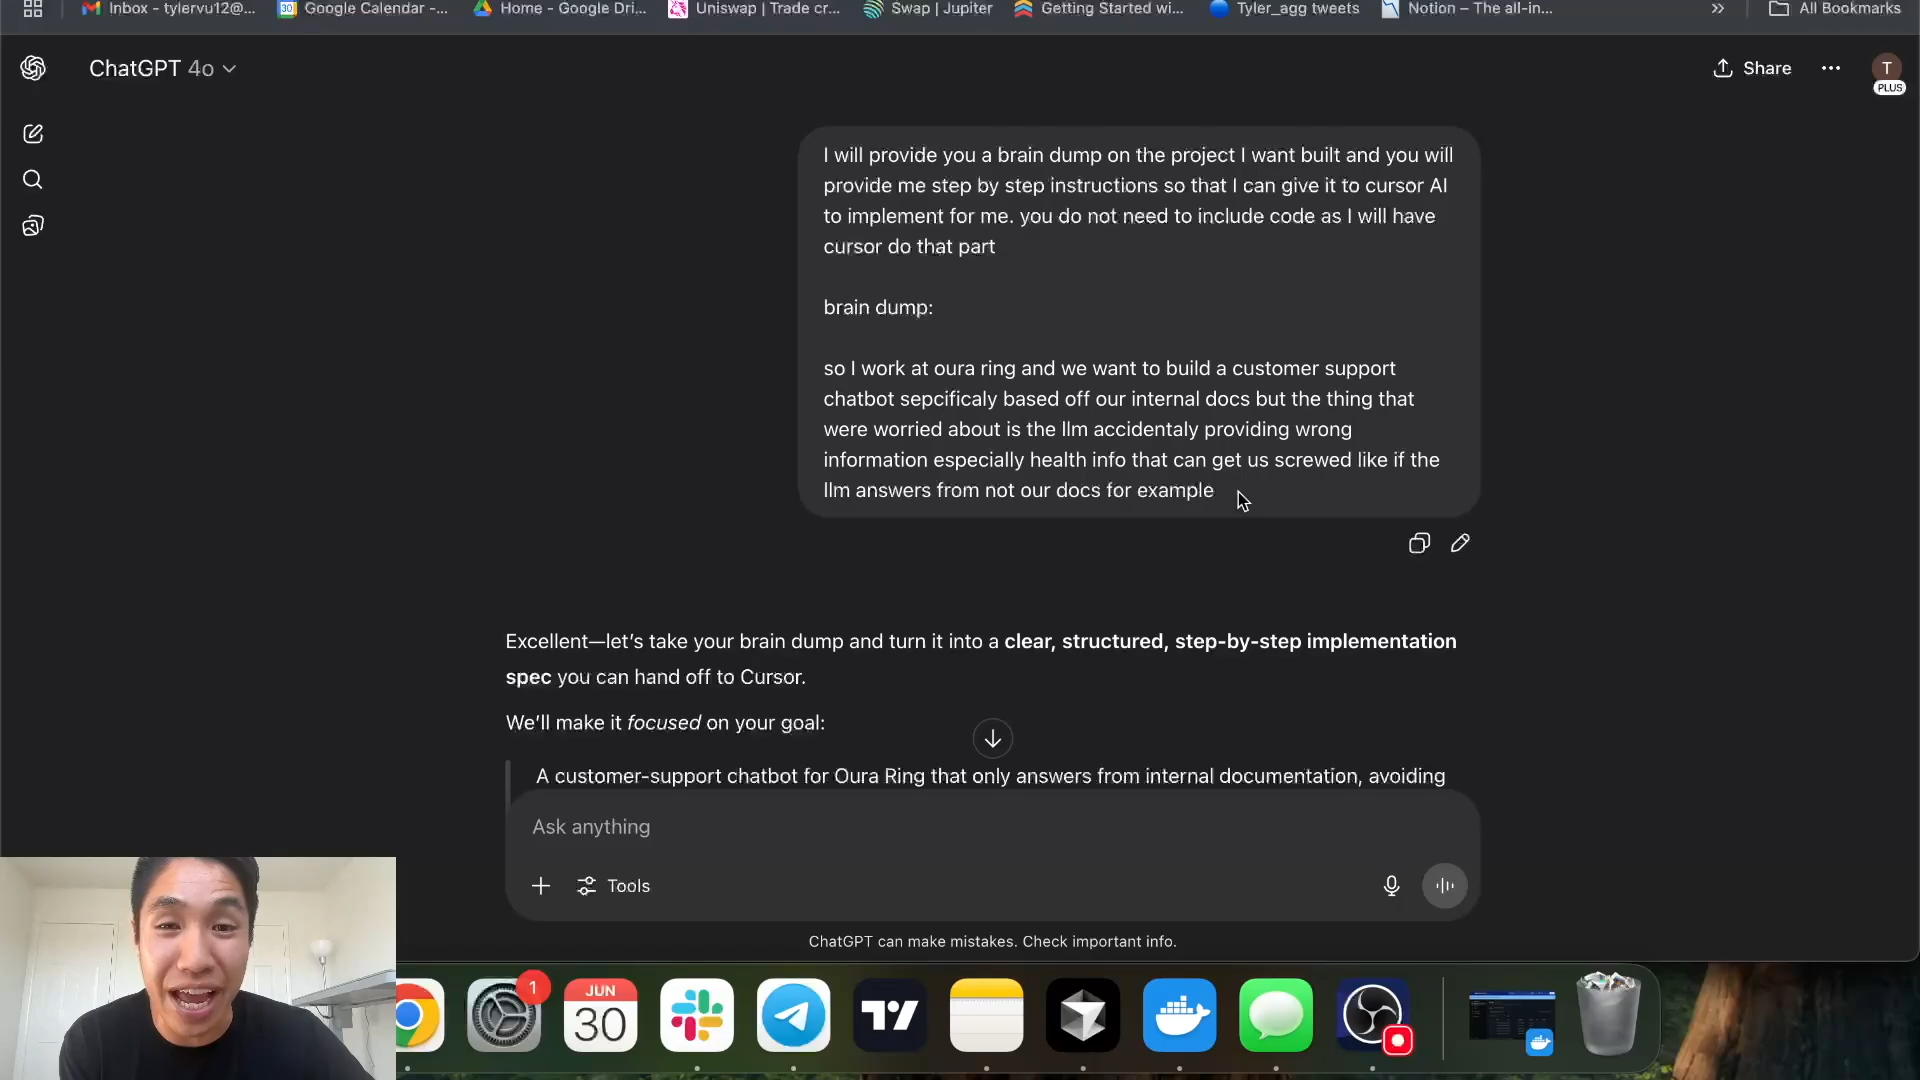 Inbox - tylervu12@...
Google Calendar -...
Home - Google Dri...
Uniswap | Trade cr...
Swap | Jupiter
Getting Started wi...
Tyler_agg tweets
Notion – The all-in...
All Bookmarks
ChatGPT 4o
Share
T
PLUS
I will provide you a brain dump on the project I want built and you will
provide me step by step instructions so that I can give it to cursor AI
to implement for me. you do not need to include code as I will have
cursor do that part
brain dump:
so I work at oura ring and we want to build a customer support
chatbot sepcificaly based off our internal docs but the thing that
were worried about is the llm accidentaly providing wrong
information especially health info that can get us screwed like if the
llm answers from not our docs for example
Excellent—let's take your brain dump and turn it into a clear, structured, step-by-step implementation
spec you can hand off to Cursor.
We'll make it focused on your goal:
A customer-support chatbot for Oura Ring that only answers from internal documentation, avoiding
Ask anything
Tools
ChatGPT can make mistakes. Check important info.
1
JUN
30